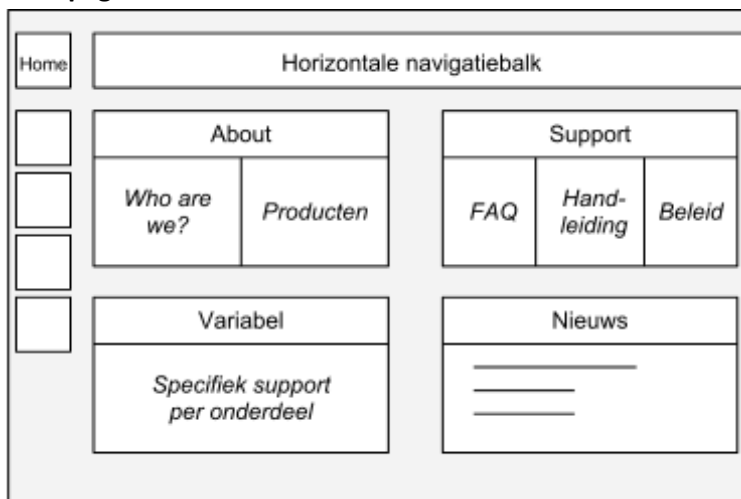 Home
Horizontale navigatiebalk
About
Support
Who are
we?
Producten
FAQ
Hand-
leiding
Beleid
Variabel
Nieuws
Specifiek support
per onderdeel